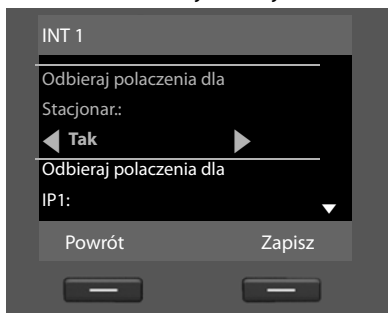 INT 1
Odbieraj polaczenia dla
Stacjonar.:
Tak
Odbieraj polaczenia dla
IP1:
Powrót Zapisz